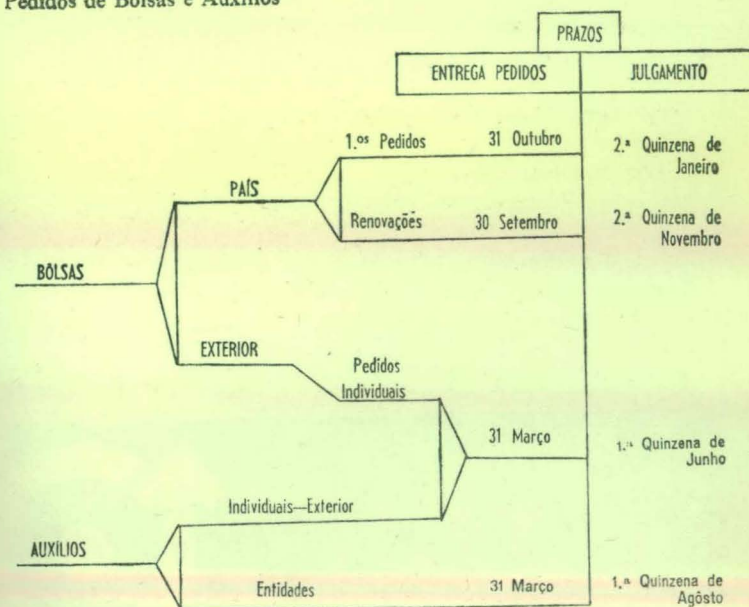 Pedidos de Bolsas e Auxílios
PRAZOS
ENTREGA PEDIDOS
JULGAMENTO
1.os Pedidos
31 Outubro
2.ª Quinzena de
Janeiro
PAÍS
Renovações
30 Setembro
2.ª Quinzena de
Novembro
BÔLSAS
EXTERIOR
Pedidos
Individuais
31 Março
1.ª Quinzena de
Junho
Individuais—Exterior
AUXÍLIOS
Entidades
31 Março
1.ª Quinzena de
Agôsto